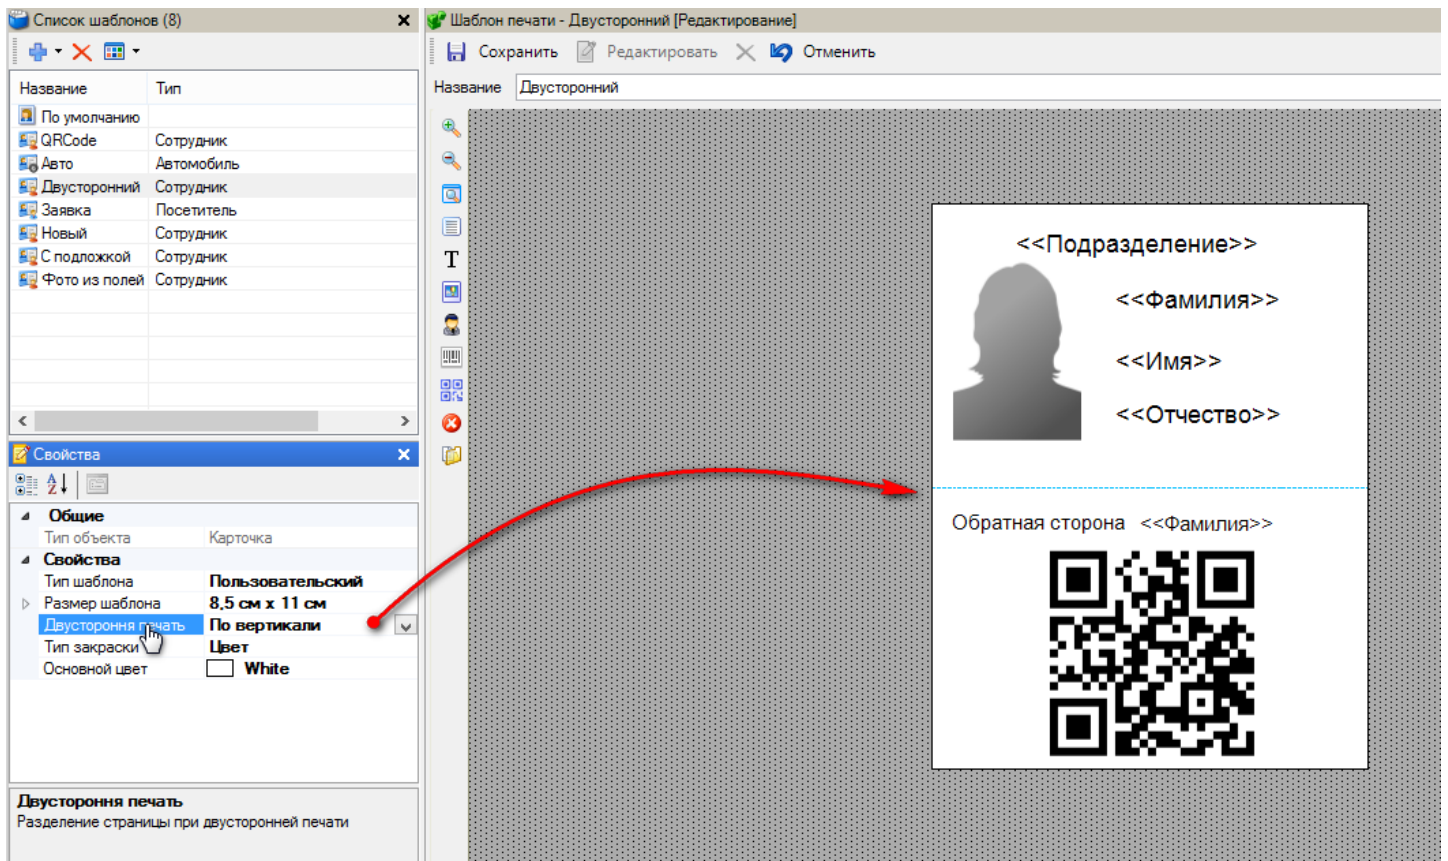 Список шаблонов (8)
Название Тип
По умолчанию
QRCode Сотрудник
Авто Автомобиль
Двусторонний Сотрудник
Заявка Посетитель
Новый Сотрудник
С подложкой Сотрудник
Фото из полей Сотрудник
Свойства
Общие
Тип объекта Карточка
Свойства
Тип шаблона Пользовательский
Размер шаблона 8,5 см x 11 см
Двустороння печать По вертикали
Тип закраски Цвет
Основной цвет White
Двустороння печать
Разделение страницы при двусторонней печати
Шаблон печати - Двусторонний [Редактирование]
Сохранить Редактировать Отменить
Название Двусторонний
T
<<Подразделение>>
<<Фамилия>>
<<Имя>>
<<Отчество>>
Обратная сторона <<Фамилия>>